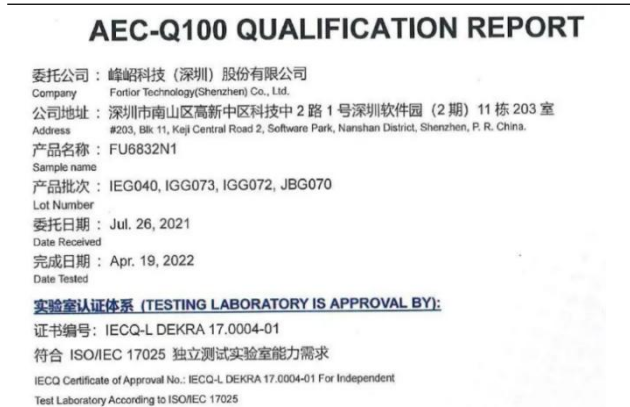 AEC-Q100 QUALIFICATION REPORT
委托公司：峰岹科技（深圳）股份有限公司
Company Fortior Technology(Shenzhen) Co., Ltd.
公司地址：深圳市南山区高新中区科技中 2 路 1 号深圳软件园（2 期）11 栋 203 室
Address #203, Blk 11, Keji Central Road 2, Software Park, Nanshan District, Shenzhen, P. R. China.
产品名称：FU6832N1
Sample name
产品批次：IEG040, IGG073, IGG072, JBG070
Lot Number
委托日期：Jul. 26, 2021
Date Received
完成日期：Apr. 19, 2022
Date Tested
实验室认证体系 (TESTING LABORATORY IS APPROVAL BY):
证书编号：IECQ-L DEKRA 17.0004-01
符合 ISO/IEC 17025 独立测试实验室能力需求
IECQ Certificate of Approval No.: IECQ-L DEKRA 17.0004-01 For Independent
Test Laboratory According to ISO/IEC 17025